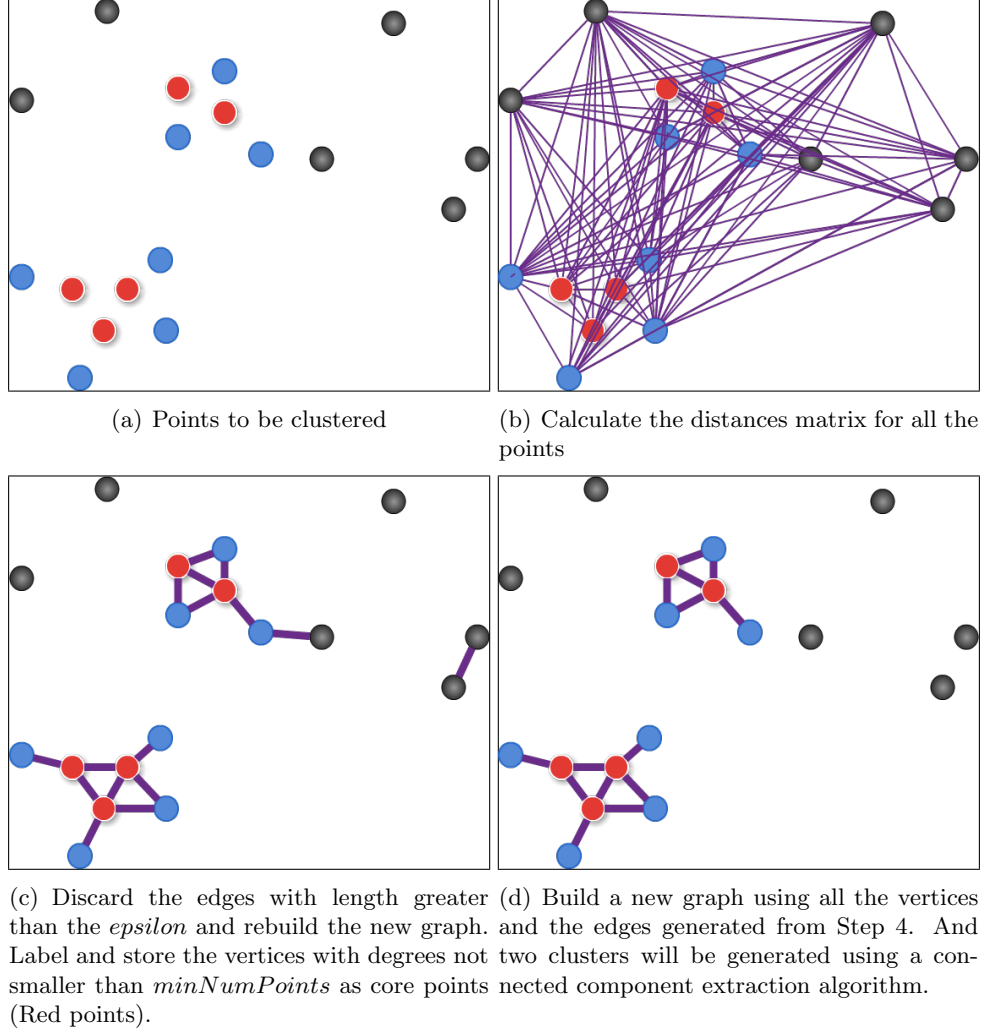 (a) Points to be clustered
(b) Calculate the distances matrix for all the
points
(c) Discard the edges with length greater
than the epsilon and rebuild the new graph.
Label and store the vertices with degrees not
smaller than minNumPoints as core points
(Red points).
(d) Build a new graph using all the vertices
and the edges generated from Step 4. And
two clusters will be generated using a con-
nected component extraction algorithm.